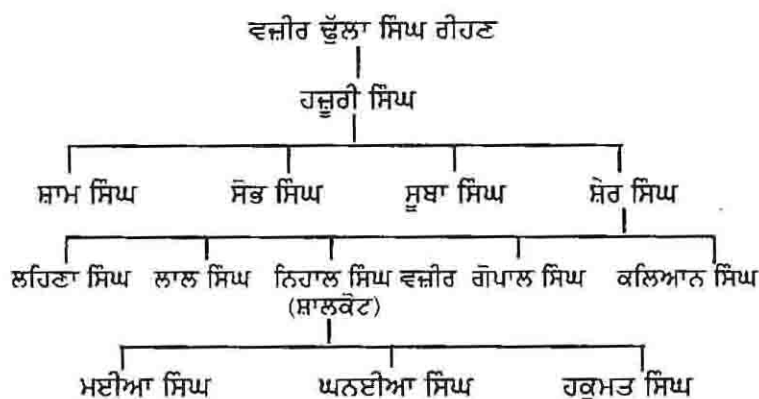 ਵਜ਼ੀਰ ਢੁੱਲਾ ਸਿੰਘ ਰੀਹਣ
ਹਜ਼ੂਰੀ ਸਿੰਘ
ਸ਼ਾਮ ਸਿੰਘ ਸੋਭ ਸਿੰਘ ਸੂਬਾ ਸਿੰਘ ਸ਼ੇਰ ਸਿੰਘ
ਲਹਿਣਾ ਸਿੰਘ ਲਾਲ ਸਿੰਘ ਨਿਹਾਲ ਸਿੰਘ ਵਜ਼ੀਰ ਗੋਪਾਲ ਸਿੰਘ ਕਲਿਆਨ ਸਿੰਘ
(ਸ਼ਾਲਕੋਟ)
ਮਈਆ ਸਿੰਘ ਘਨਈਆ ਸਿੰਘ ਹਕੂਮਤ ਸਿੰਘ